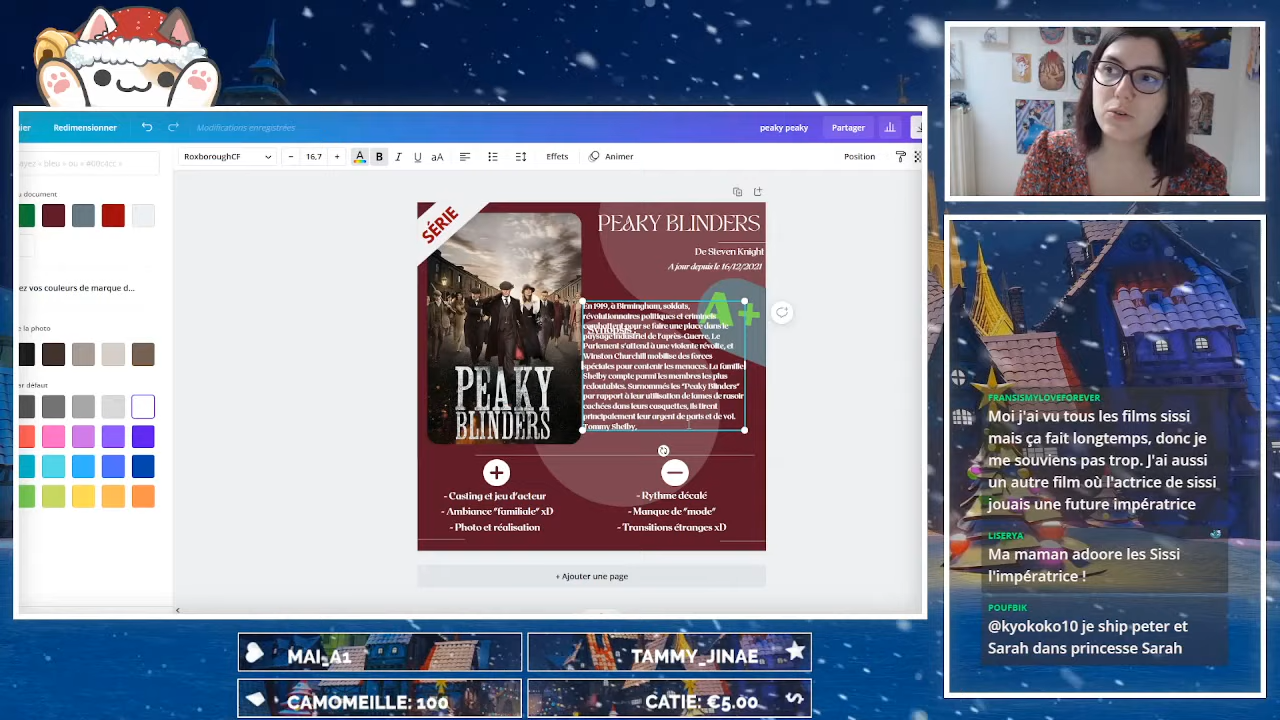 ier
Redimensionner
Modifications enregistrées
peaky peaky
Partager
RoxboroughCF
− 16,7 +
A
B
I
U
aA
Effets
Animer
Position
ayez « bleu » ou « #00c4cc »
u document
ez vos couleurs de marque d...
e la photo
ar défaut
SÉRIE
PEAKY BLINDERS
De Steven Knight
A jour depuis le 16/12/2021
A+
PEAKY
BLINDERS
En 1919, à Birmingham, soldats,
révolutionnaires politiques et criminels
combattent pour se faire une place dans le
Synopsis :
paysage industriel de l'après-Guerre. Le
Parlement s'attend à une violente révolte, et
Winston Churchill mobilise des forces
spéciales pour contenir les menaces. La famille
Shelby compte parmi les membres les plus
redoutables. Surnommés les "Peaky Blinders"
par rapport à leur utilisation de lames de rasoir
cachées dans leurs casquettes, ils tirent
principalement leur argent de paris et de vol.
Tommy Shelby,
- Casting et jeu d'acteur
- Ambiance "familiale" xD
- Photo et réalisation
- Rythme décalé
- Manque de "mode"
- Transitions étranges xD
+ Ajouter une page
FRANSISMYLOVEFOREVER
Moi j'ai vu tous les films sissi
mais ça fait longtemps, donc je
me souviens pas trop. J'ai aussi
un autre film où l'actrice de sissi
jouais une future impératrice
LISERYA
Ma maman adoore les Sissi
l'impératrice !
POUFBIK
@kyokoko10 je ship peter et
Sarah dans princesse Sarah
MAI_A1
TAMMY_JINAE
CAMOMEILLE: 100
CATIE: €5.00